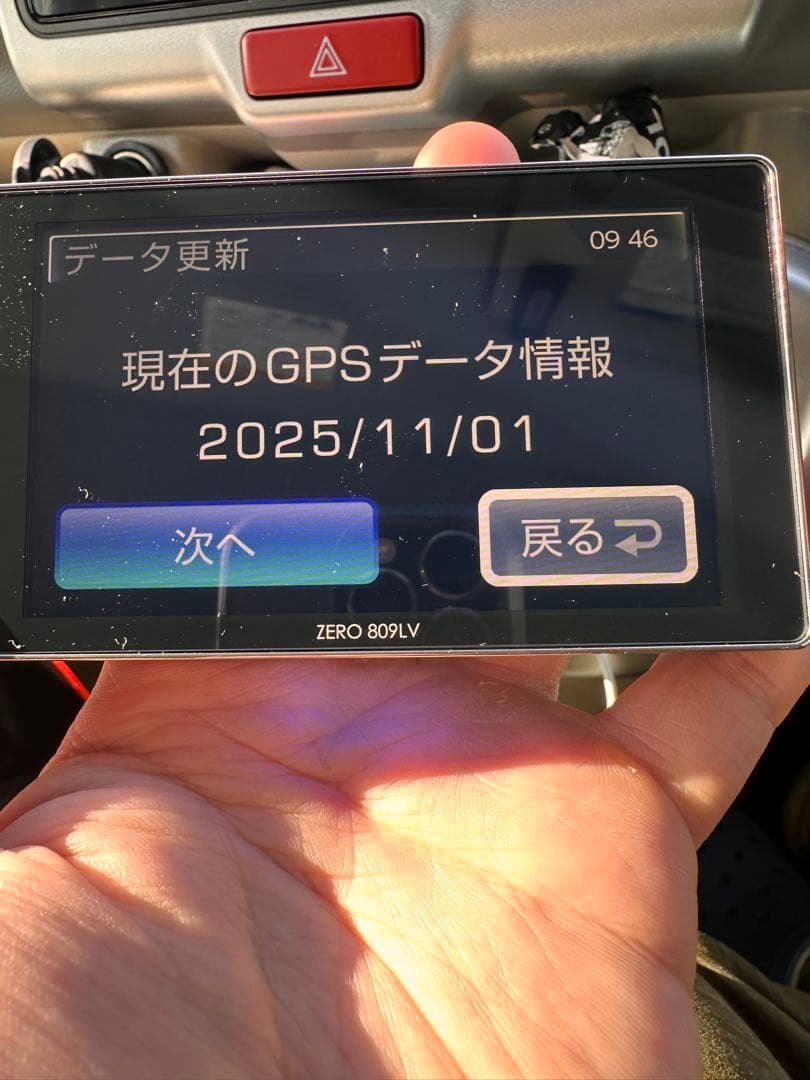 データ更新
09 46
現在のGPSデータ情報
2025/11/01
次へ
戻る
ZERO 809LV